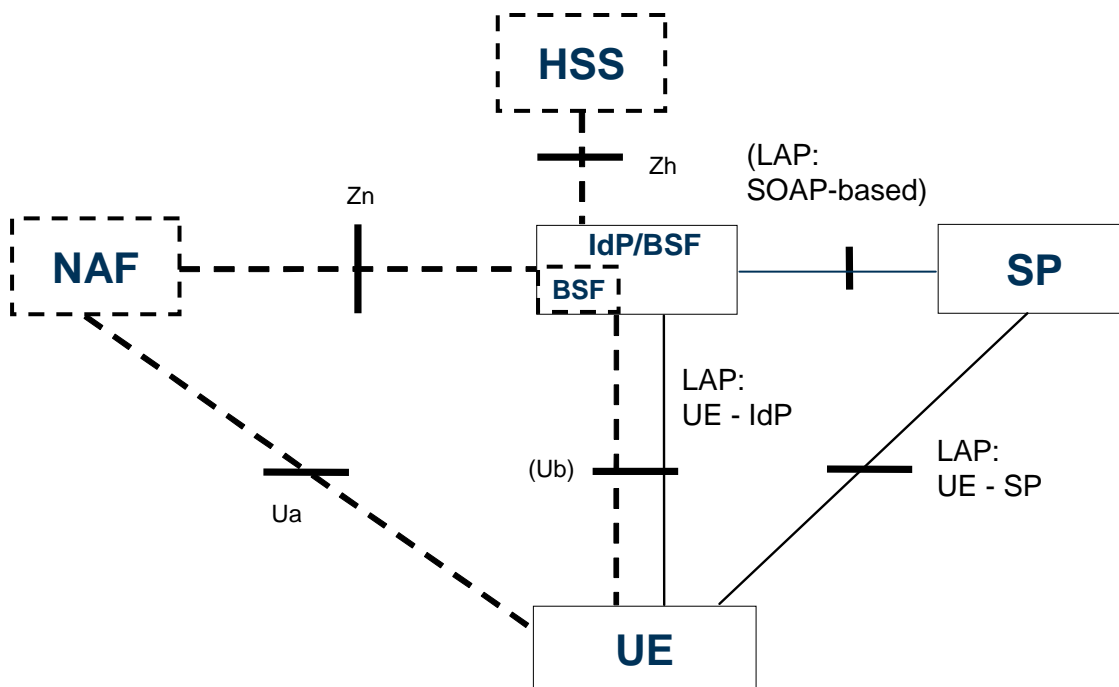 HSS
(LAP:
SOAP-based)
Zh
Zn
IdP/BSF
NAF
BSF
SP
LAP:
UE - IdP
(Ub)
LAP:
UE - SP
Ua
UE